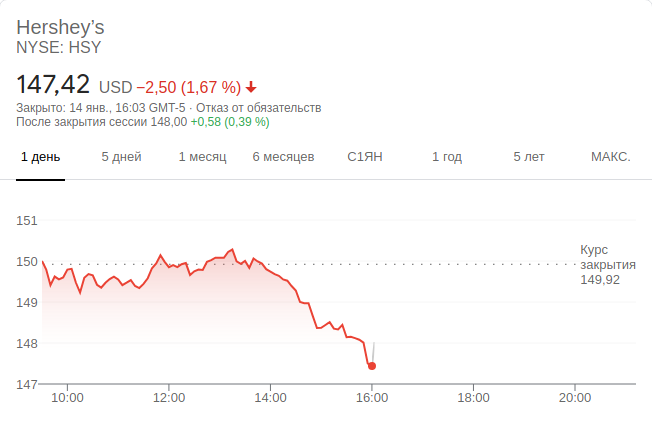 Hershey’s
NYSE: HSY
147,42 USD −2,50 (1,67 %)
Закрыто: 14 янв., 16:03 GMT-5 · Отказ от обязательств
После закрытия сессии 148,00 +0,58 (0,39 %)
1 день 5 дней 1 месяц 6 месяцев С1ЯН 1 год 5 лет МАКС.
151
150
149
148
147
Курс
закрытия
149,92
10:00 12:00 14:00 16:00 18:00 20:00